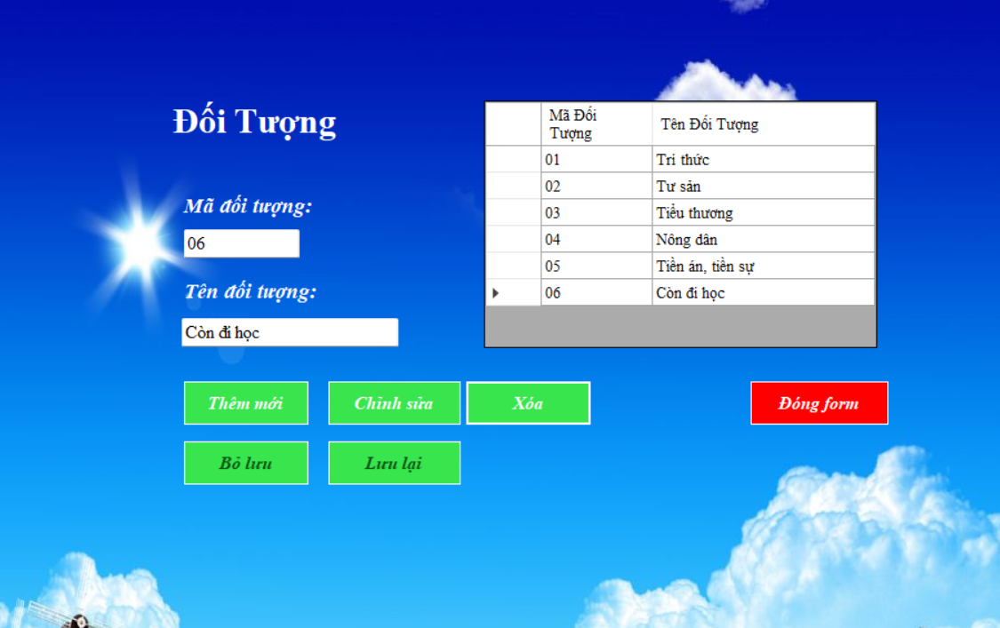 Đối Tượng
Mã đối tượng:
06
Tên đối tượng:
Còn đi học
Mã Đối
Tượng
Tên Đối Tượng
01 Tri thức
02 Tư sản
03 Tiểu thương
04 Nông dân
05 Tiền án, tiền sự
06 Còn đi học
Thêm mới Chỉnh sửa Xóa Đóng form
Bỏ lưu Lưu lại